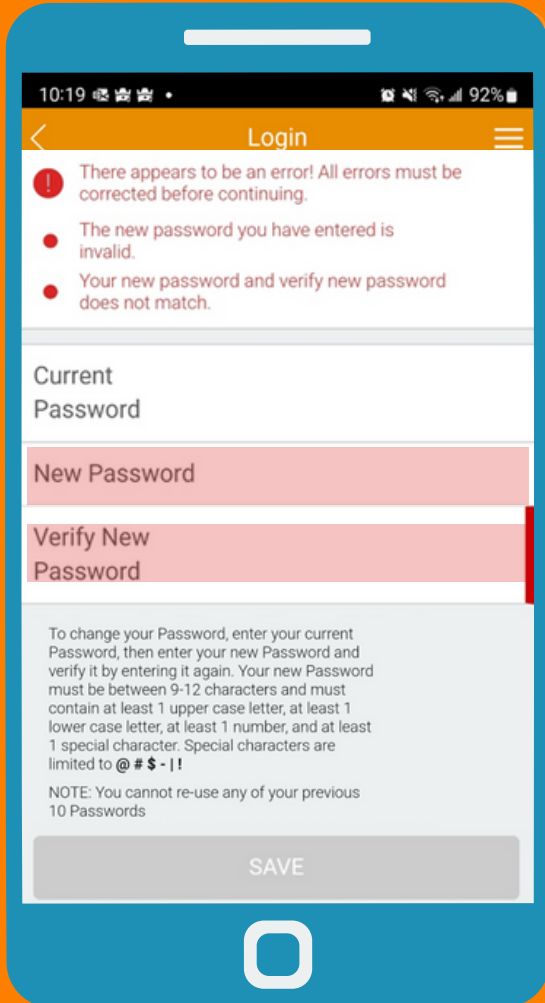 10:19 92%
Login
There appears to be an error! All errors must be
corrected before continuing.
The new password you have entered is
invalid.
Your new password and verify new password
does not match.
Current
Password
New Password
Verify New
Password
To change your Password, enter your current
Password, then enter your new Password and
verify it by entering it again. Your new Password
must be between 9-12 characters and must
contain at least 1 upper case letter, at least 1
lower case letter, at least 1 number, and at least
1 special character. Special characters are
limited to @ # $ - | !
NOTE: You cannot re-use any of your previous
10 Passwords
SAVE